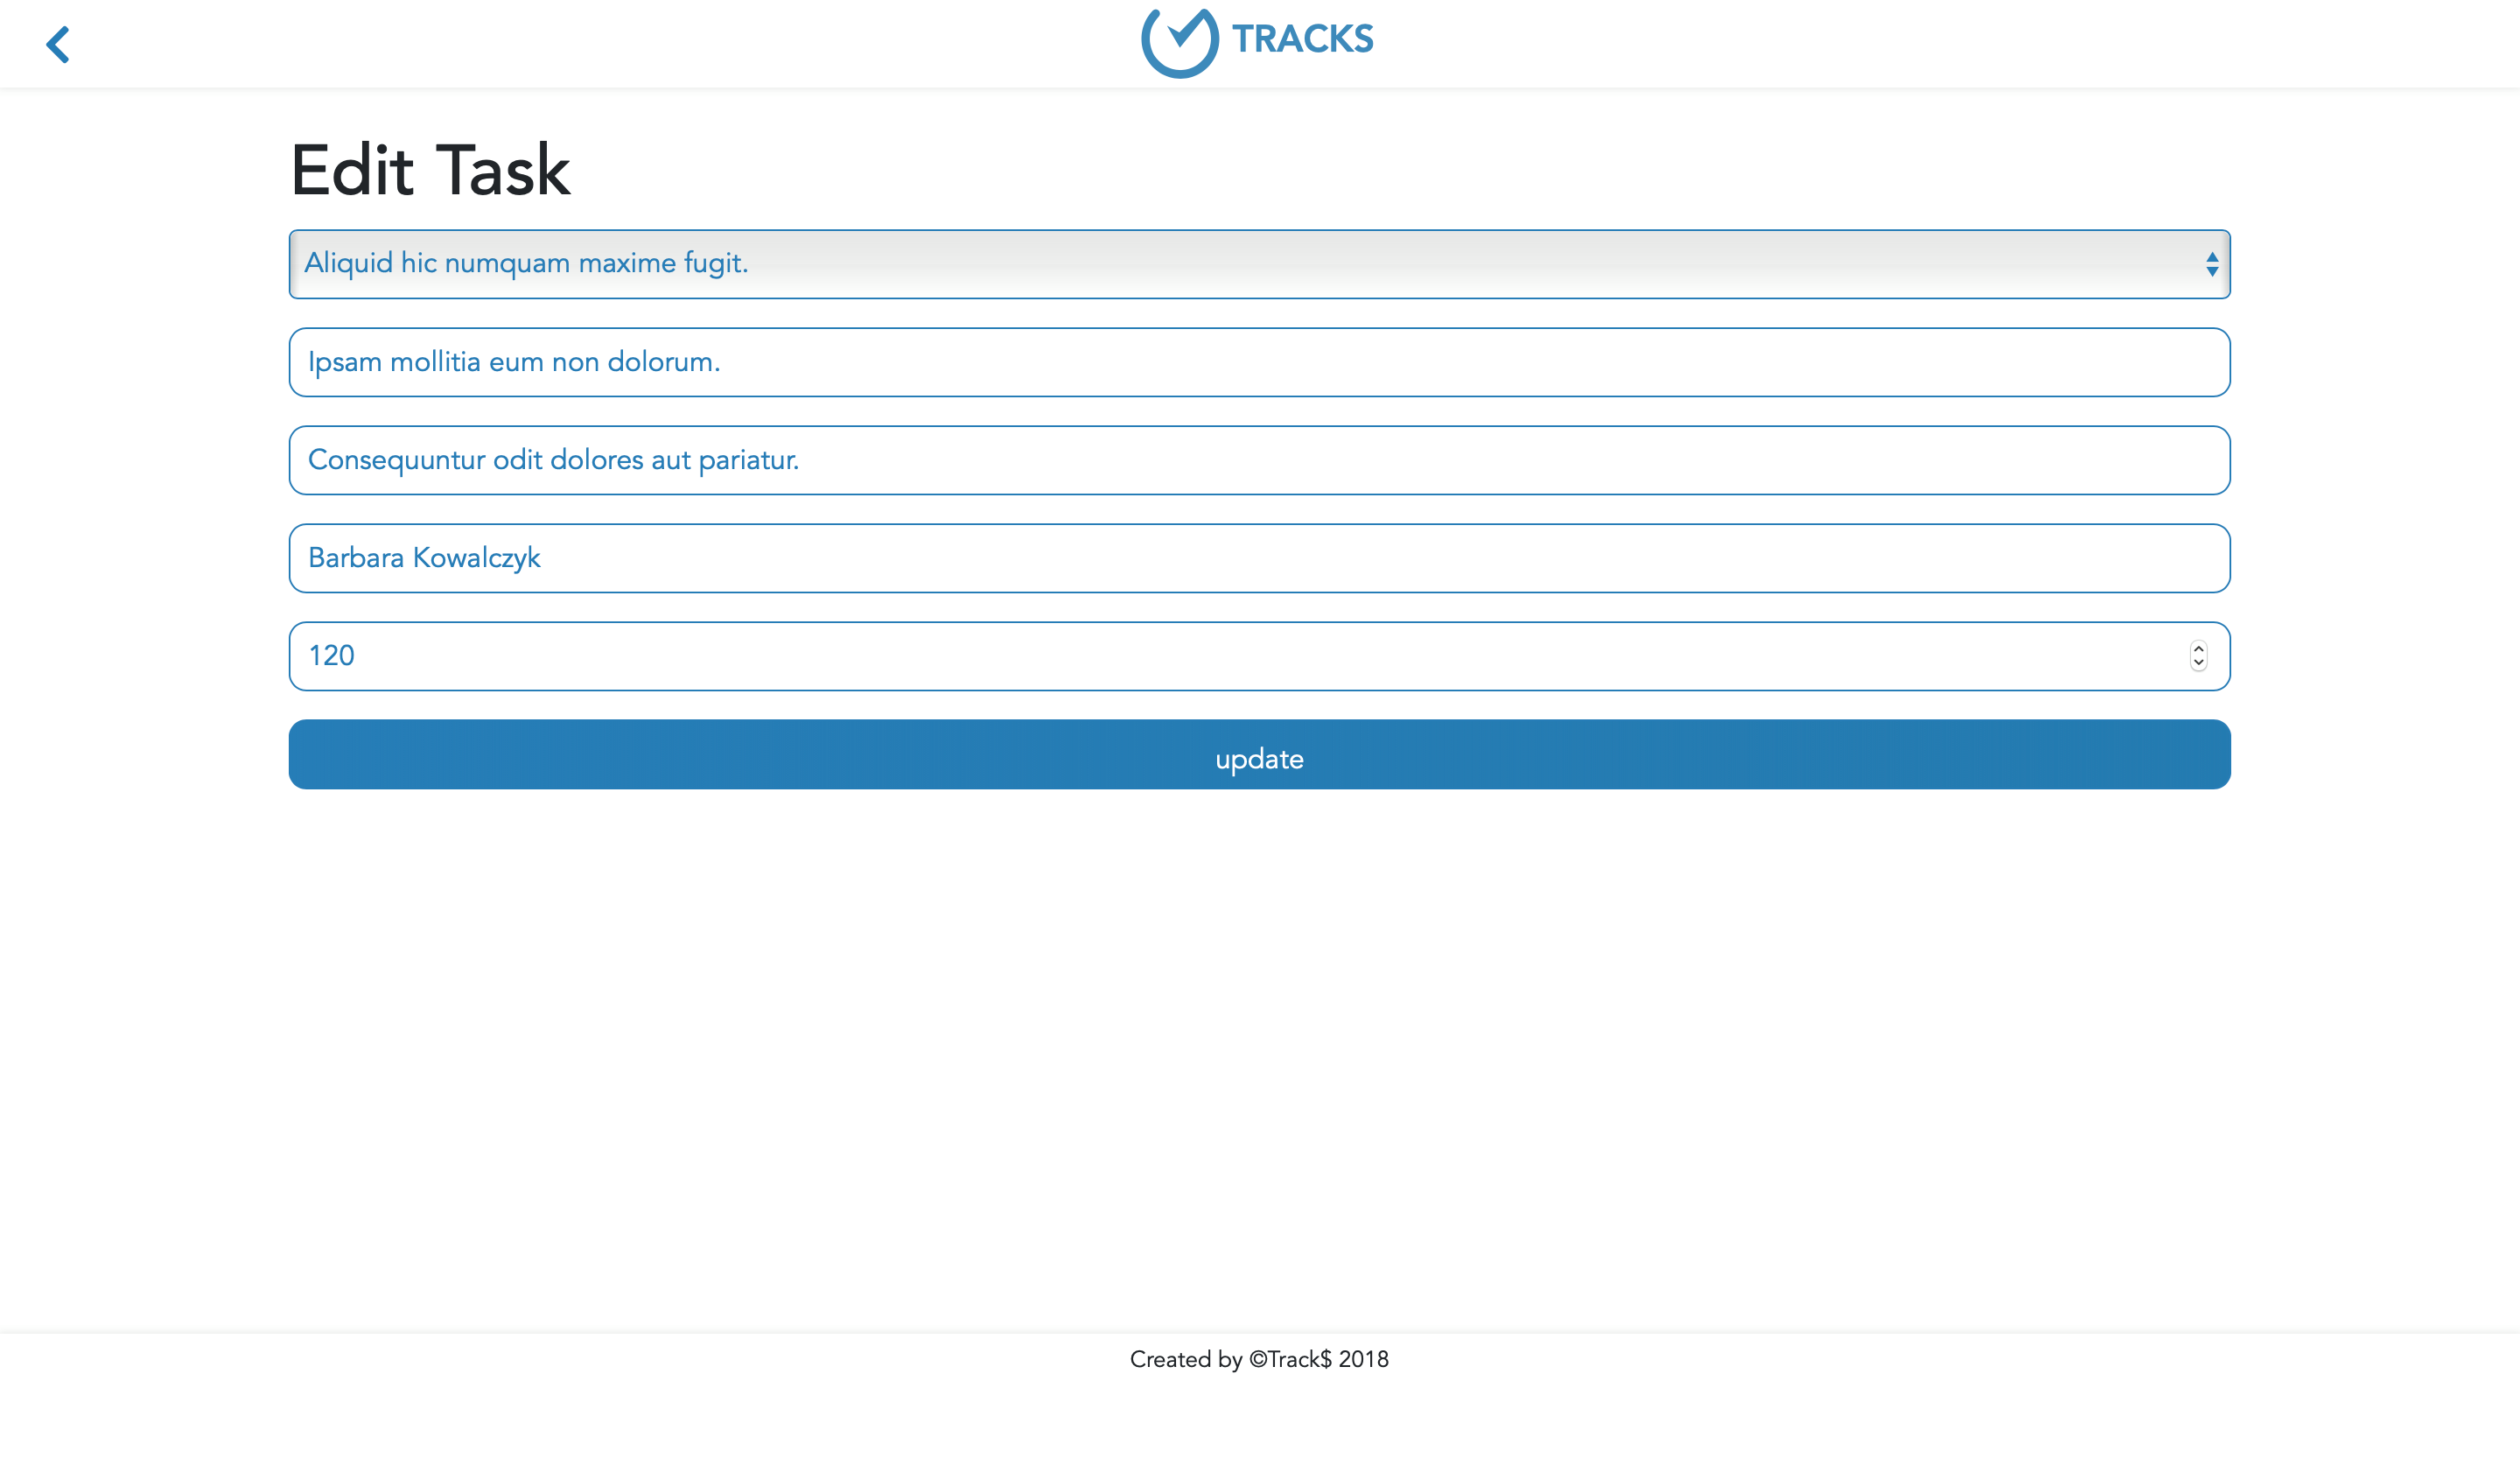 TRACKS
Edit Task
Aliquid hic numquam maxime fugit.
Ipsam mollitia eum non dolorum.
Consequuntur odit dolores aut pariatur.
Barbara Kowalczyk
120
update
Created by ©Track$ 2018